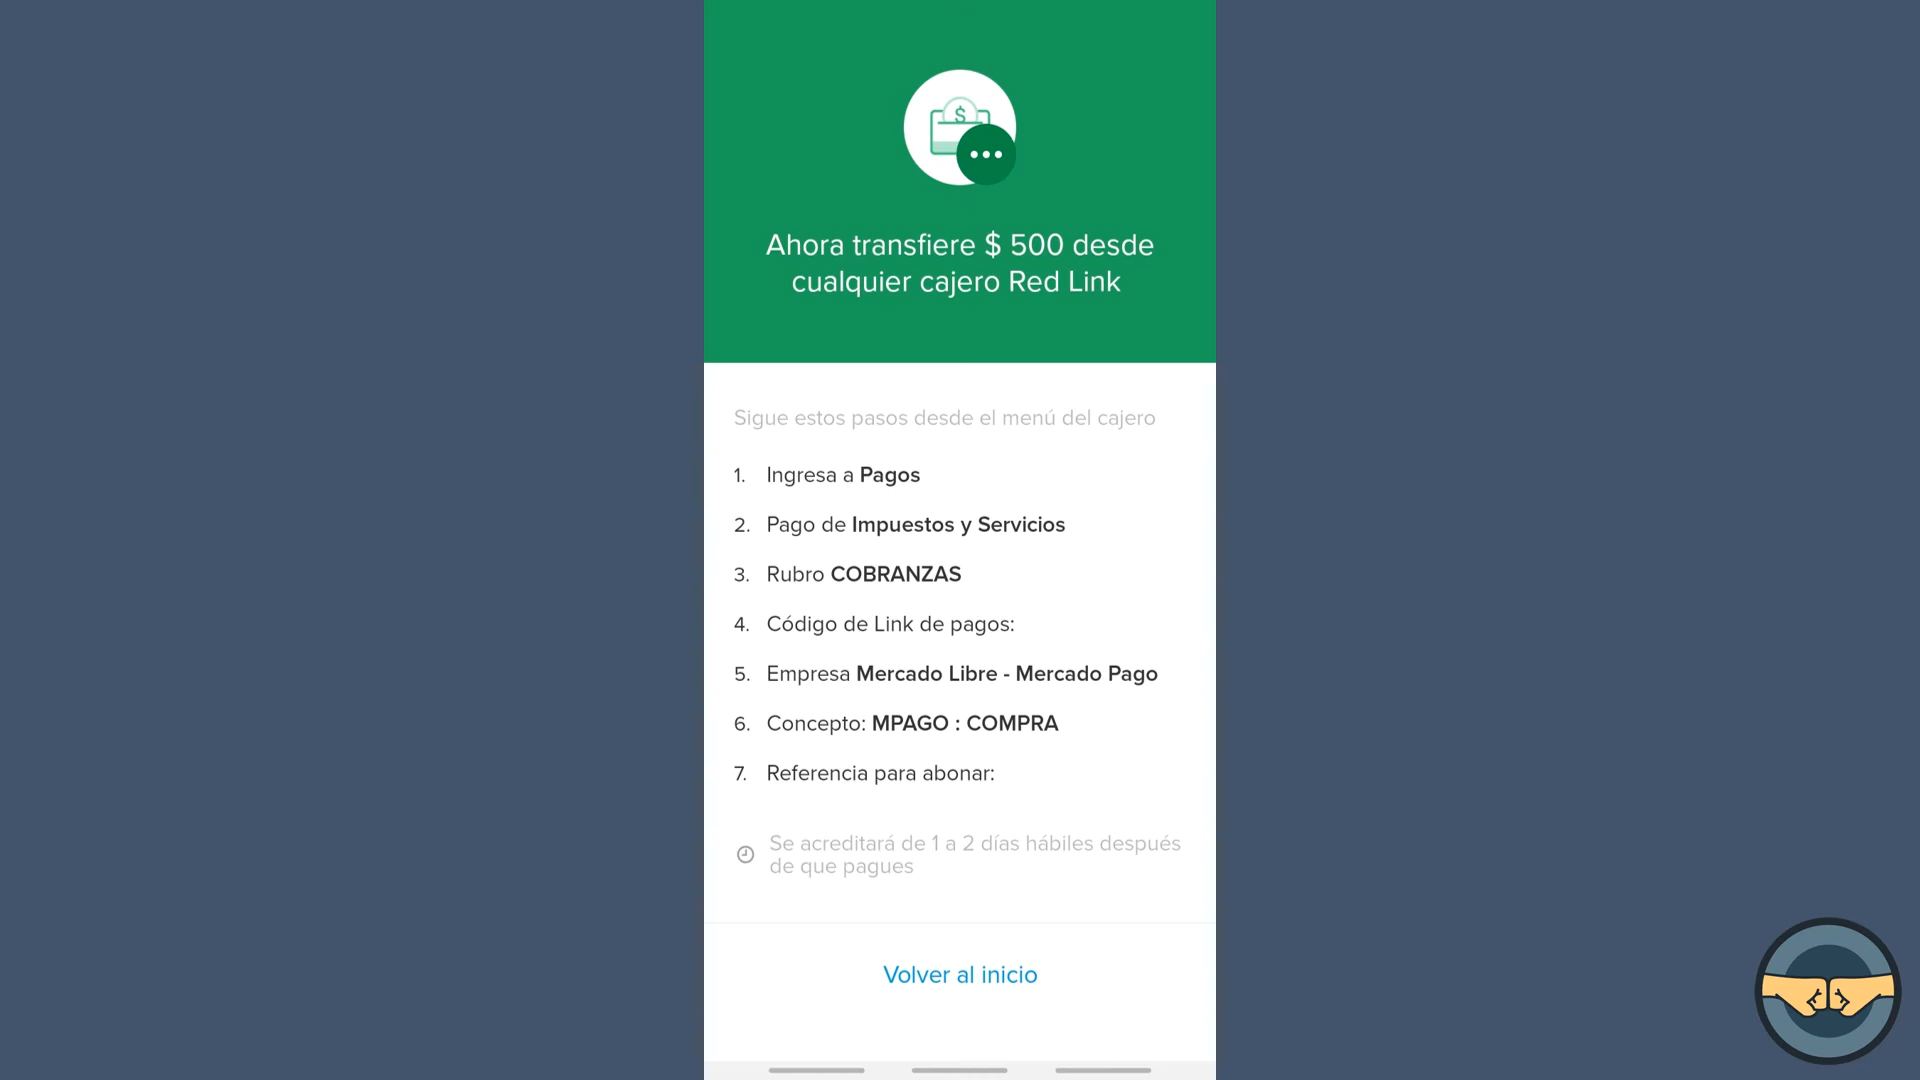 $
Ahora transfiere $ 500 desde
cualquier cajero Red Link
Sigue estos pasos desde el menú del cajero
1. Ingresa a Pagos
2. Pago de Impuestos y Servicios
3. Rubro COBRANZAS
4. Código de Link de pagos:
5. Empresa Mercado Libre - Mercado Pago
6. Concepto: MPAGO : COMPRA
7. Referencia para abonar:
Se acreditará de 1 a 2 días hábiles después
de que pagues
Volver al inicio